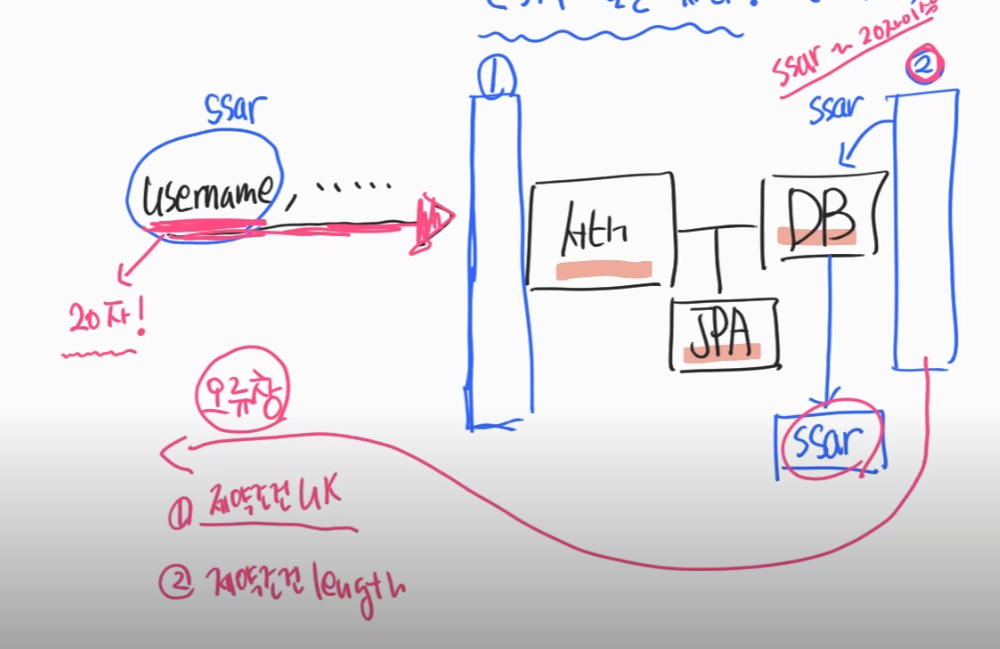 ssar ~ 20자이상
①
②
ssar
ssar
username, ······
서버
DB
20자!
JPA
오류창
ssar
① 제약조건 UK
② 제약조건 length